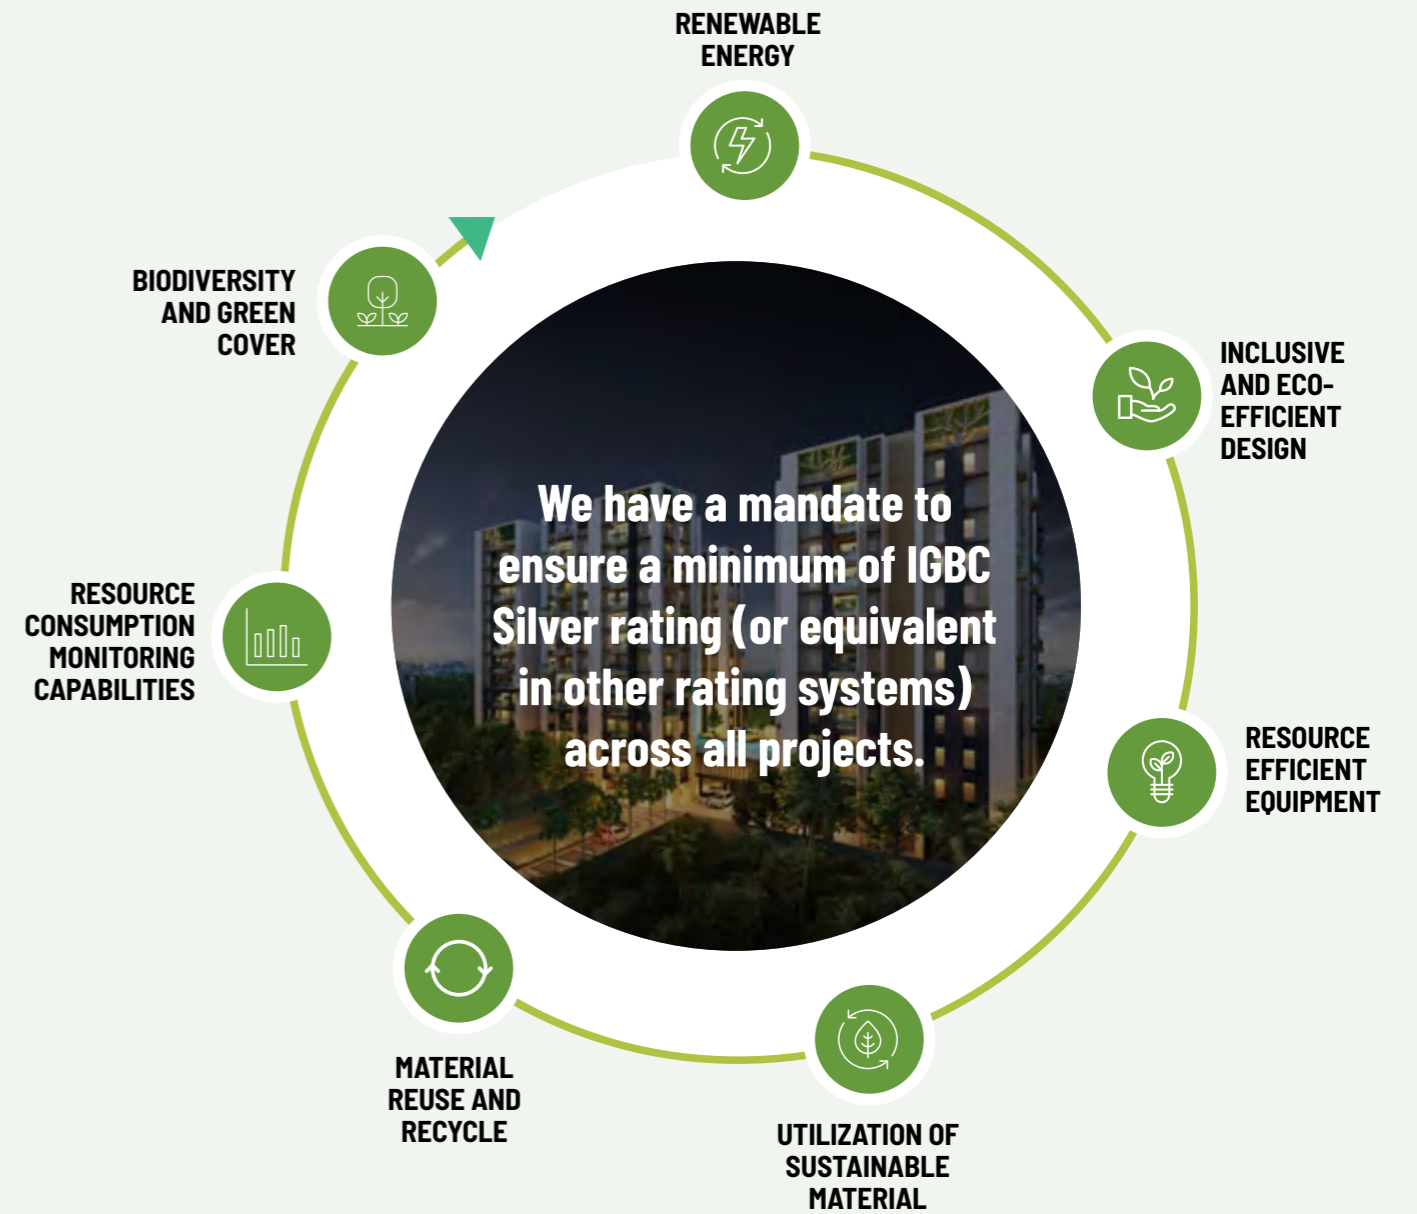 RENEWABLE
ENERGY
INCLUSIVE
AND ECO-
EFFICIENT
DESIGN
RESOURCE
EFFICIENT
EQUIPMENT
UTILIZATION OF
SUSTAINABLE
MATERIAL
MATERIAL
REUSE AND
RECYCLE
RESOURCE
CONSUMPTION
MONITORING
CAPABILITIES
BIODIVERSITY
AND GREEN
COVER
We have a mandate to
ensure a minimum of IGBC
Silver rating (or equivalent
in other rating systems)
across all projects.